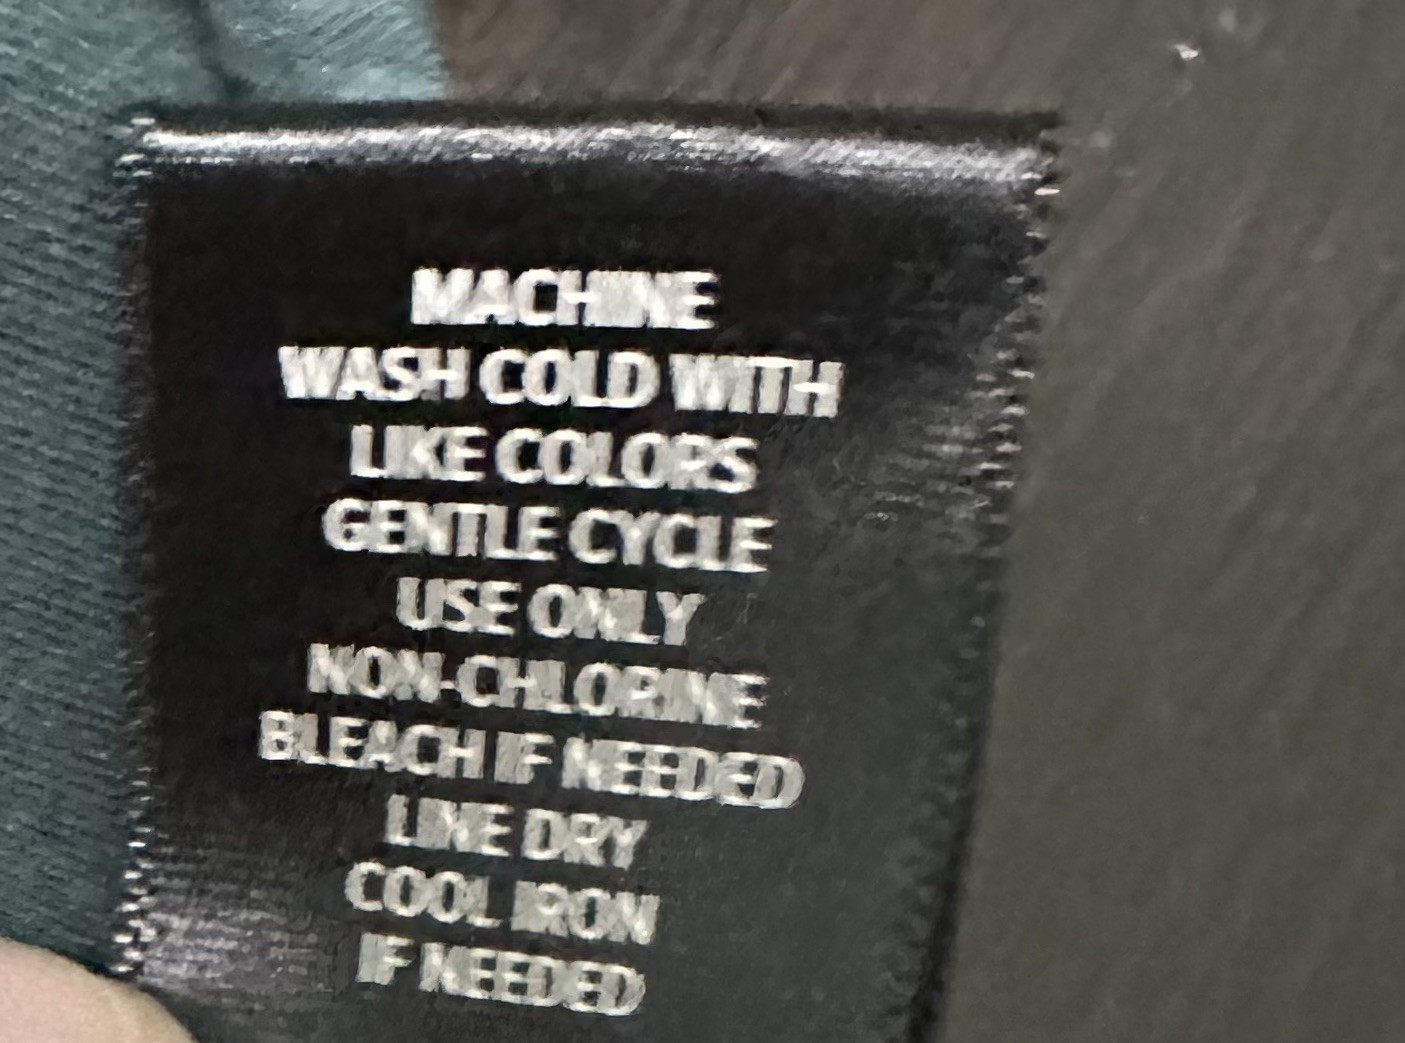 MACHINE
WASH COLD WITH
LIKE COLORS
GENTLE CYCLE
USE ONLY
NON-CHLORINE
BLEACH IF NEEDED
LINE DRY
COOL IRON
IF NEEDED